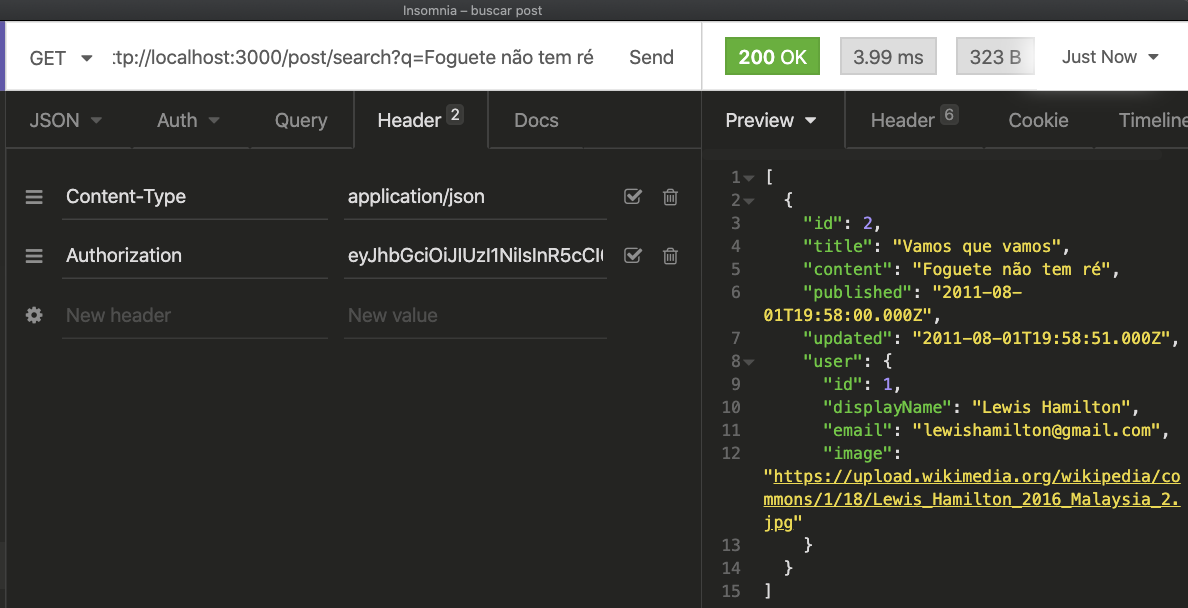 Insomnia – buscar post
GET :tp://localhost:3000/post/search?q=Foguete não tem ré Send 200 OK 3.99 ms 323 B Just Now
JSON Auth Query Header 2 Docs Preview Header 6 Cookie Timeline
Content-Type application/json
Authorization eyJhbGciOiJIUzI1NiIsInR5cCI
New header New value
1 [
2 {
3 "id": 2,
4 "title": "Vamos que vamos",
5 "content": "Foguete não tem ré",
6 "published": "2011-08-
01T19:58:00.000Z",
7 "updated": "2011-08-01T19:58:51.000Z",
8 "user": {
9 "id": 1,
10 "displayName": "Lewis Hamilton",
11 "email": "lewishamilton@gmail.com",
12 "image":
"https://upload.wikimedia.org/wikipedia/co
mmons/1/18/Lewis_Hamilton_2016_Malaysia_2.
jpg"
13 }
14 }
15 ]